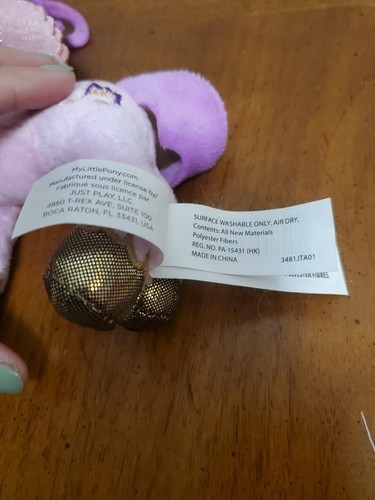 MyLittlePony.com
Manufactured under license by/
Fabriqué sous licence par
JUST PLAY, LLC.
4850 T-REX AVE, SUITE 100,
BOCA RATON, FL 33431, USA
SURFACE WASHABLE ONLY, AIR DRY.
Contents: All New Materials
Polyester Fibers
REG. NO. PA-15431 (HK)
MADE IN CHINA 3481JTA01